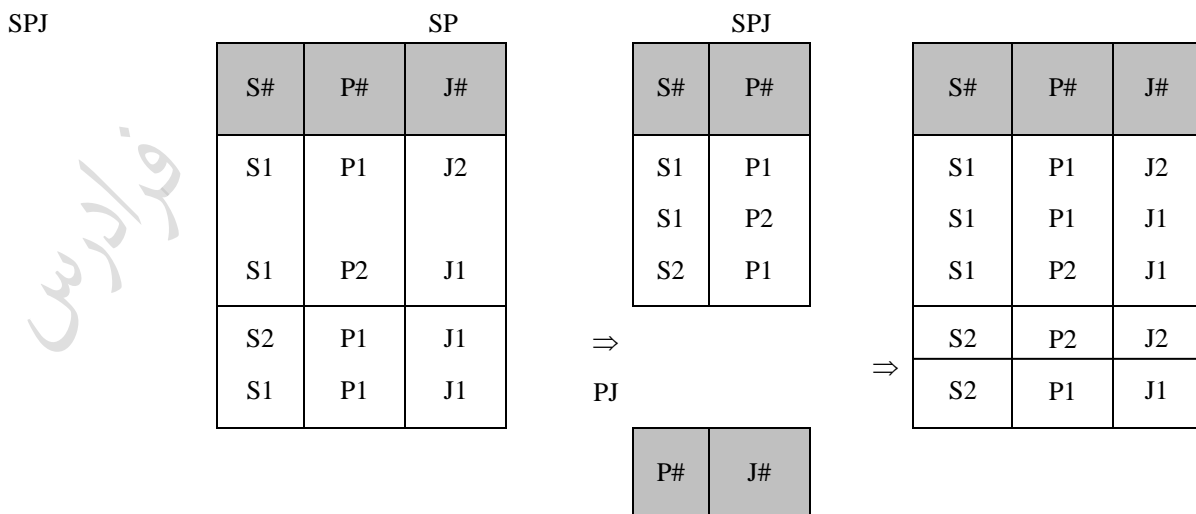 SPJ SP SPJ
S# P# J# S# P# S# P# J#
S1 P1 J2 S1 P1 S1 P1 J2
S1 P2 S1 P1 J1
S1 P2 J1 S2 P1 S1 P2 J1
S2 P1 J1 ⇒ S2 P2 J2
⇒
S1 P1 J1 PJ S2 P1 J1
P# J#
فرادرس